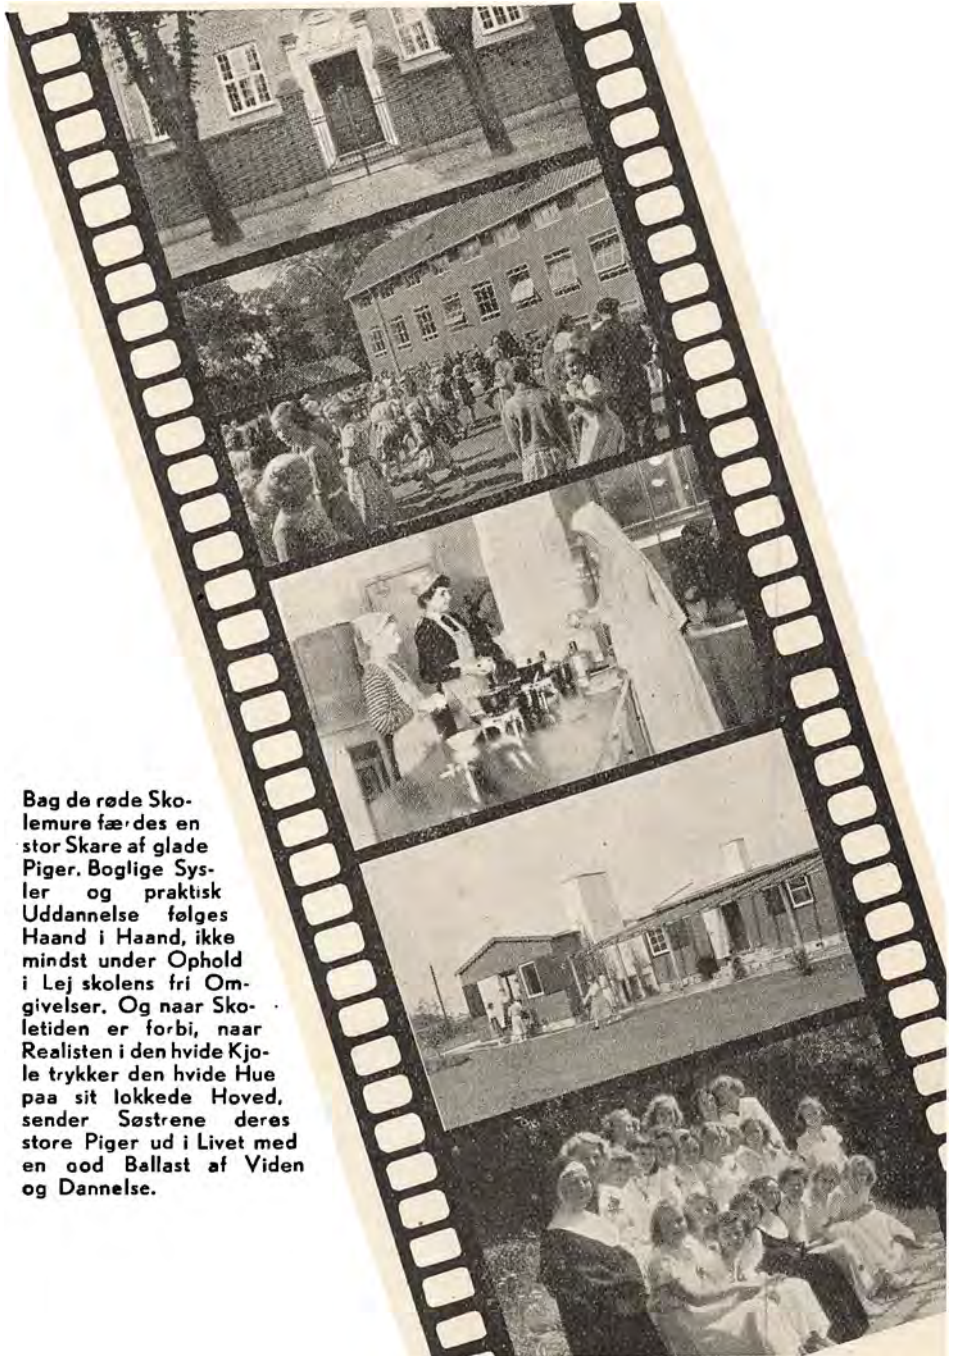 Bag de røde Sko-
lemure færdes en
stor Skare af glade
Piger. Boglige Sys-
ler og praktisk
Uddannelse følges
Haand i Haand, ikke
mindst under Ophold
i Lej skolens fri Om-
givelser. Og naar Sko-
letiden er forbi, naar
Realisten i den hvide Kjo-
le trykker den hvide Hue
paa sit lokkede Hoved,
sender Søstrene deres
store Piger ud i Livet med
en god Ballast af Viden
og Dannelse.